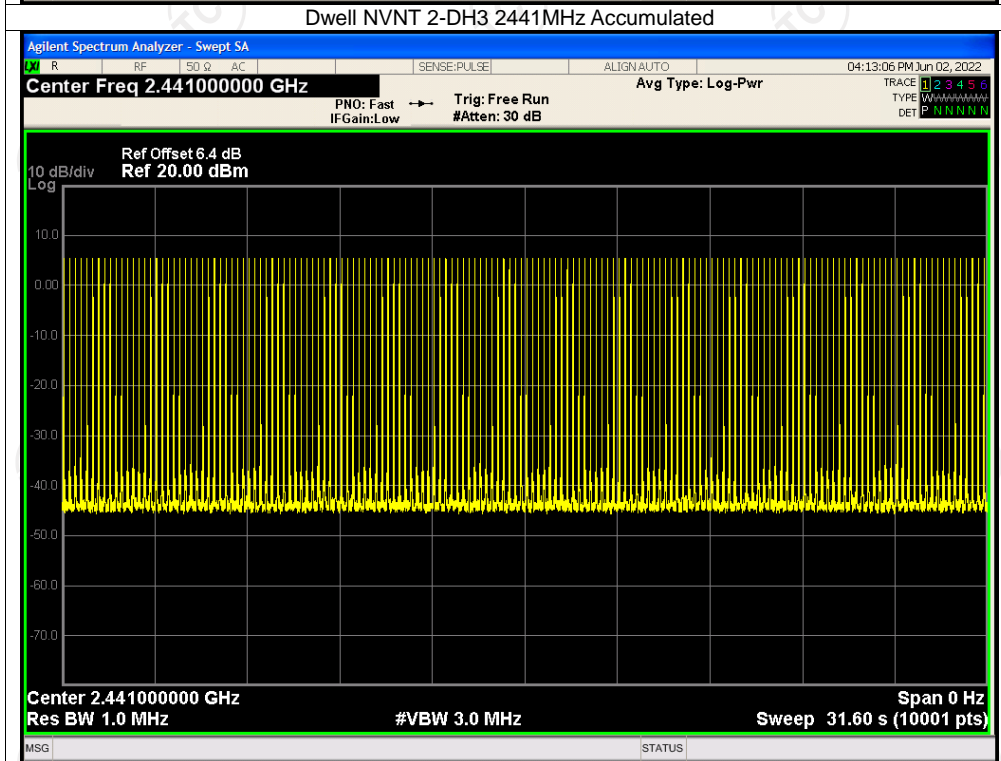 Dwell NVNT 2-DH3 2441MHz Accumulated
Agilent Spectrum Analyzer - Swept SA
LXI R RF 50 Ω AC SENSE:PULSE ALIGN AUTO 04:13:06 PM Jun 02, 2022
Center Freq 2.441000000 GHz Avg Type: Log-Pwr TRACE 1 2 3 4 5 6
PNO: Fast Trig: Free Run TYPE W
IFGain:Low #Atten: 30 dB DET P N N N N N
Ref Offset 6.4 dB
10 dB/div Ref 20.00 dBm
Log
10.0
0.00
-10.0
-20.0
-30.0
-40.0
-50.0
-60.0
-70.0
Center 2.441000000 GHz Span 0 Hz
Res BW 1.0 MHz #VBW 3.0 MHz Sweep 31.60 s (10001 pts)
MSG STATUS